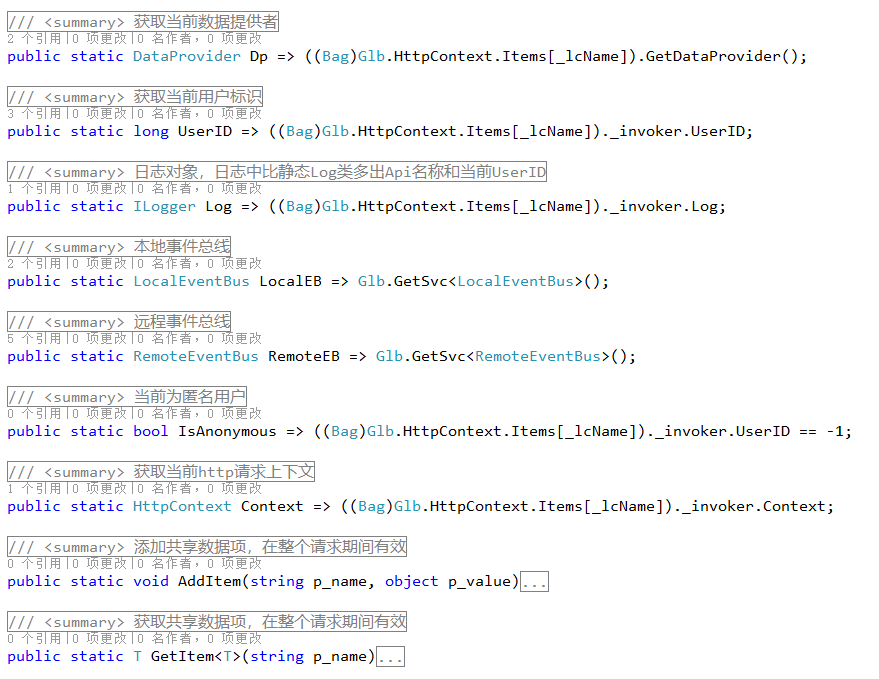 /// <summary> 获取当前数据提供者
2 个引用|0 项更改|0 名作者，0 项更改
public static DataProvider Dp => ((Bag)Glb.HttpContext.Items[_lcName]).GetDataProvider();
/// <summary> 获取当前用户标识
3 个引用|0 项更改|0 名作者，0 项更改
public static long UserID => ((Bag)Glb.HttpContext.Items[_lcName])._invoker.UserID;
/// <summary> 日志对象，日志中比静态Log类多出Api名称和当前UserID
1 个引用|0 项更改|0 名作者，0 项更改
public static ILogger Log => ((Bag)Glb.HttpContext.Items[_lcName])._invoker.Log;
/// <summary> 本地事件总线
2 个引用|0 项更改|0 名作者，0 项更改
public static LocalEventBus LocalEB => Glb.GetSvc<LocalEventBus>();
/// <summary> 远程事件总线
5 个引用|0 项更改|0 名作者，0 项更改
public static RemoteEventBus RemoteEB => Glb.GetSvc<RemoteEventBus>();
/// <summary> 当前为匿名用户
0 个引用|0 项更改|0 名作者，0 项更改
public static bool IsAnonymous => ((Bag)Glb.HttpContext.Items[_lcName])._invoker.UserID == -1;
/// <summary> 获取当前http请求上下文
1 个引用|0 项更改|0 名作者，0 项更改
public static HttpContext Context => ((Bag)Glb.HttpContext.Items[_lcName])._invoker.Context;
/// <summary> 添加共享数据项，在整个请求期间有效
0 个引用|0 项更改|0 名作者，0 项更改
public static void AddItem(string p_name, object p_value)...
/// <summary> 获取共享数据项，在整个请求期间有效
0 个引用|0 项更改|0 名作者，0 项更改
public static T GetItem<T>(string p_name)...